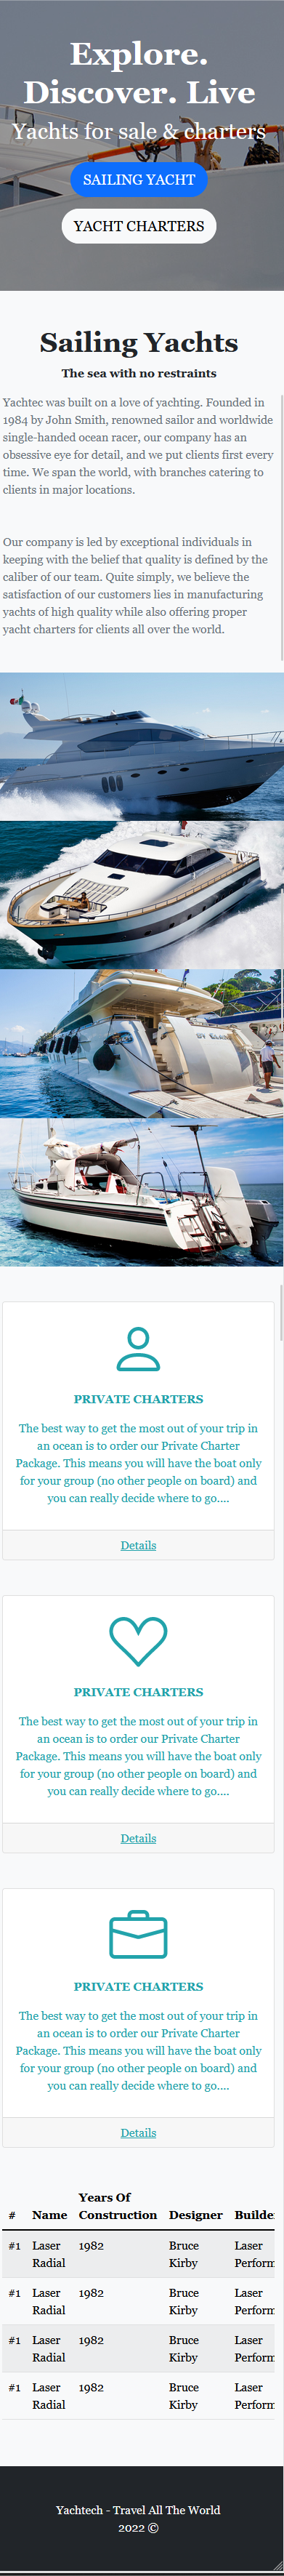 Explore.
Discover. Live
Yachts for sale & charters
SAILING YACHT
YACHT CHARTERS
Sailing Yachts
The sea with no restraints
Yachtec was built on a love of yachting. Founded in
1984 by John Smith, renowned sailor and worldwide
single-handed ocean racer, our company has an
obsessive eye for detail, and we put clients first every
time. We span the world, with branches catering to
clients in major locations.
Our company is led by exceptional individuals in
keeping with the belief that quality is defined by the
caliber of our team. Quite simply, we believe the
satisfaction of our customers lies in manufacturing
yachts of high quality while also offering proper
yacht charters for clients all over the world.
PRIVATE CHARTERS
The best way to get the most out of your trip in
an ocean is to order our Private Charter
Package. This means you will have the boat only
for your group (no other people on board) and
you can really decide where to go....
Details
PRIVATE CHARTERS
The best way to get the most out of your trip in
an ocean is to order our Private Charter
Package. This means you will have the boat only
for your group (no other people on board) and
you can really decide where to go....
Details
PRIVATE CHARTERS
The best way to get the most out of your trip in
an ocean is to order our Private Charter
Package. This means you will have the boat only
for your group (no other people on board) and
you can really decide where to go....
Details
Years Of
# Name Construction Designer Builde
#1 Laser 1982 Bruce Laser
Radial Kirby Perform
#1 Laser 1982 Bruce Laser
Radial Kirby Perform
#1 Laser 1982 Bruce Laser
Radial Kirby Perform
#1 Laser 1982 Bruce Laser
Radial Kirby Perform
Yachtech - Travel All The World
2022 ©